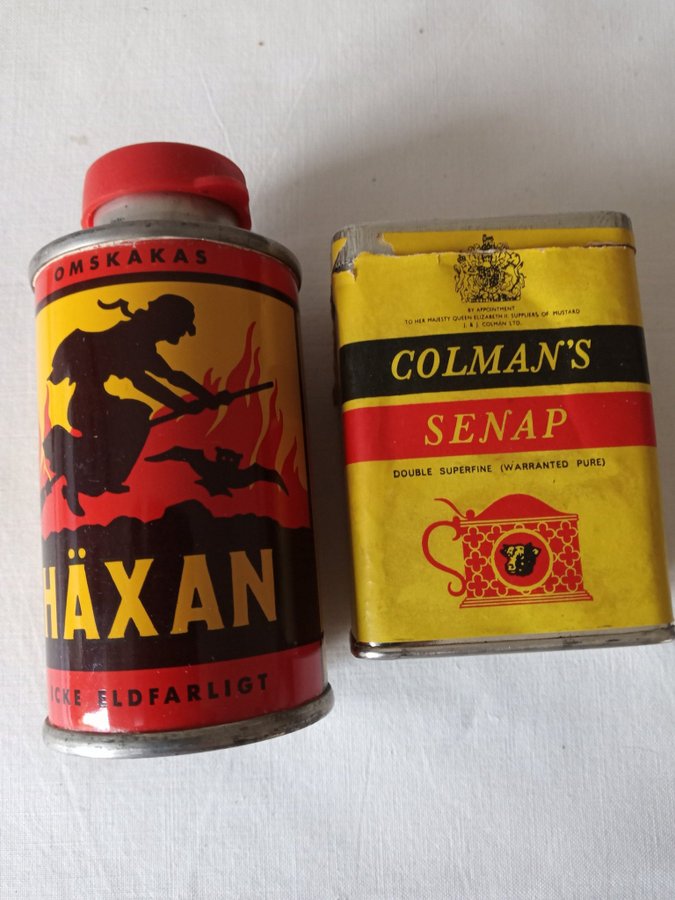 OMSKAKAS
HÄXAN
ICKE ELDFARLIGT
BY APPOINTMENT
TO HER MAJESTY QUEEN ELIZABETH II SUPPLIERS OF MUSTARD
J. & J. COLMAN LTD.
COLMAN'S
SENAP
DOUBLE SUPERFINE (WARRANTED PURE)